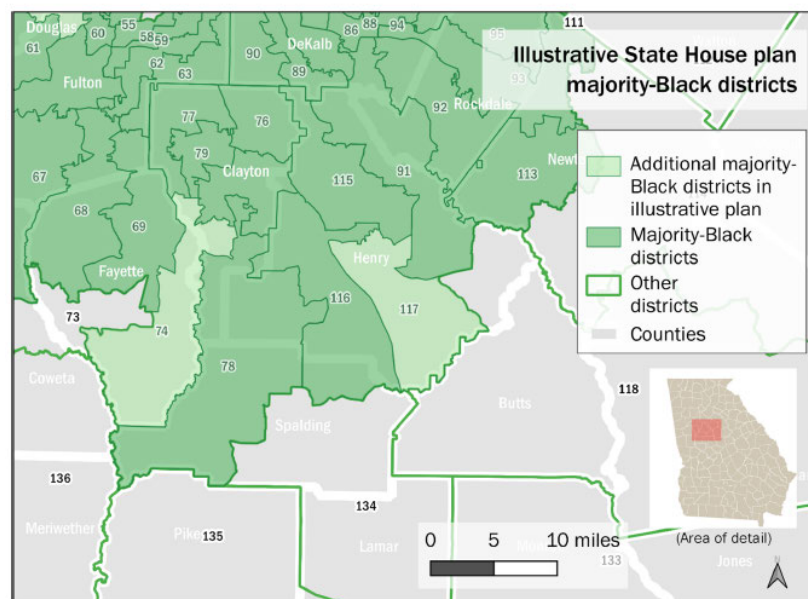 Illustrative State House plan
majority-Black districts
Additional majority-
Black districts in
illustrative plan
Majority-Black
districts
Other
districts
Counties
Douglas
60
55
58
59
61
62
63
Fulton
90
DeKalb
86
88
94
89
95
93
111
77
76
92
Rockdale
79
Clayton
91
115
113
67
68
69
Fayette
Henry
73
74
116
117
78
Coweta
118
Spalding
Butts
136
134
Meriwether
135
Lamar
133
Jones
0 5 10 miles
(Area of detail)
N